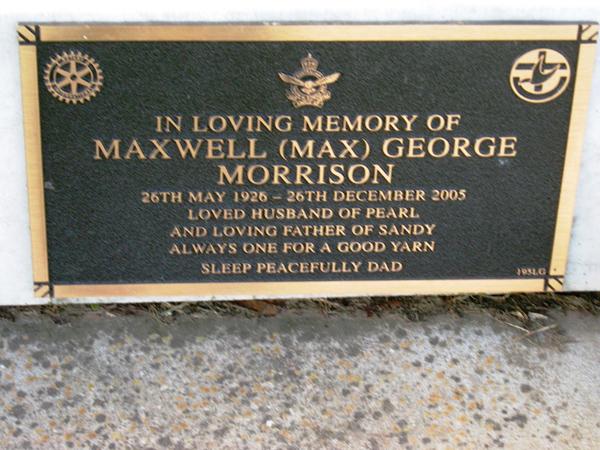 IN LOVING MEMORY OF
MAXWELL (MAX) GEORGE
MORRISON
26TH MAY 1926 – 26TH DECEMBER 2005
LOVED HUSBAND OF PEARL
AND LOVING FATHER OF SANDY
ALWAYS ONE FOR A GOOD YARN
SLEEP PEACEFULLY DAD
195LG